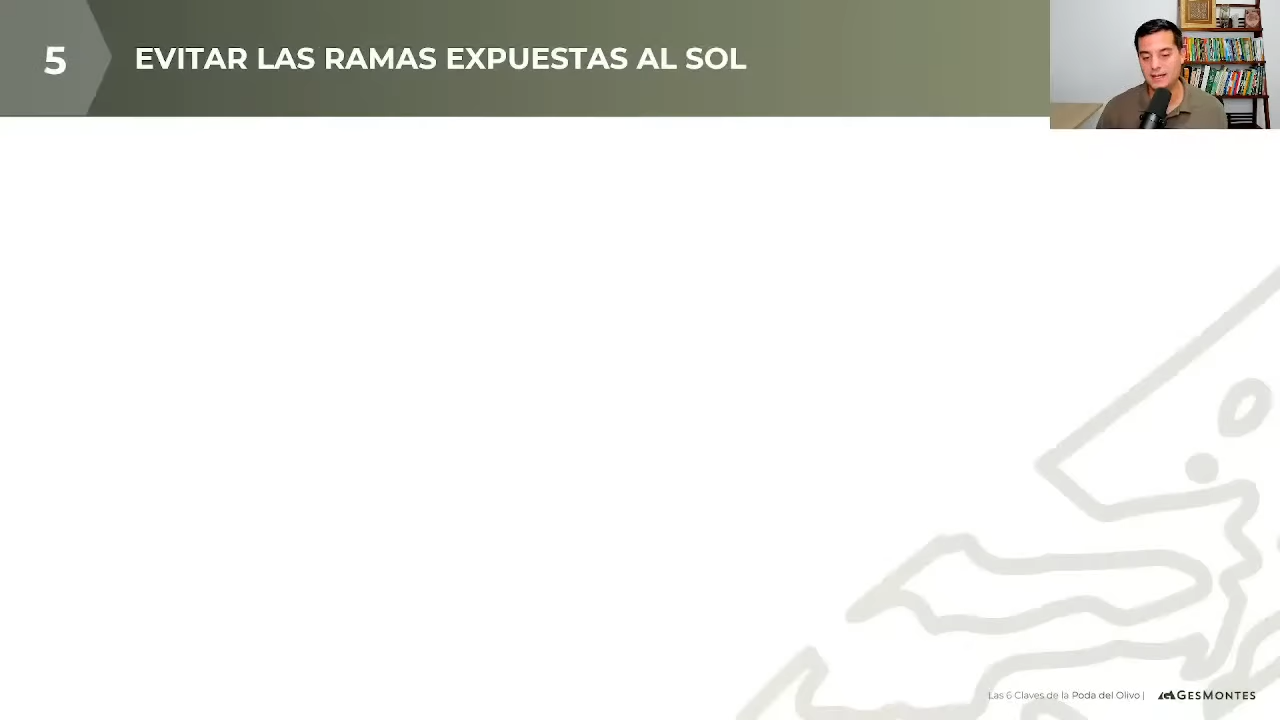 5
EVITAR LAS RAMAS EXPUESTAS AL SOL
Las 6 Claves de la Poda del Olivo |
GESMONTES